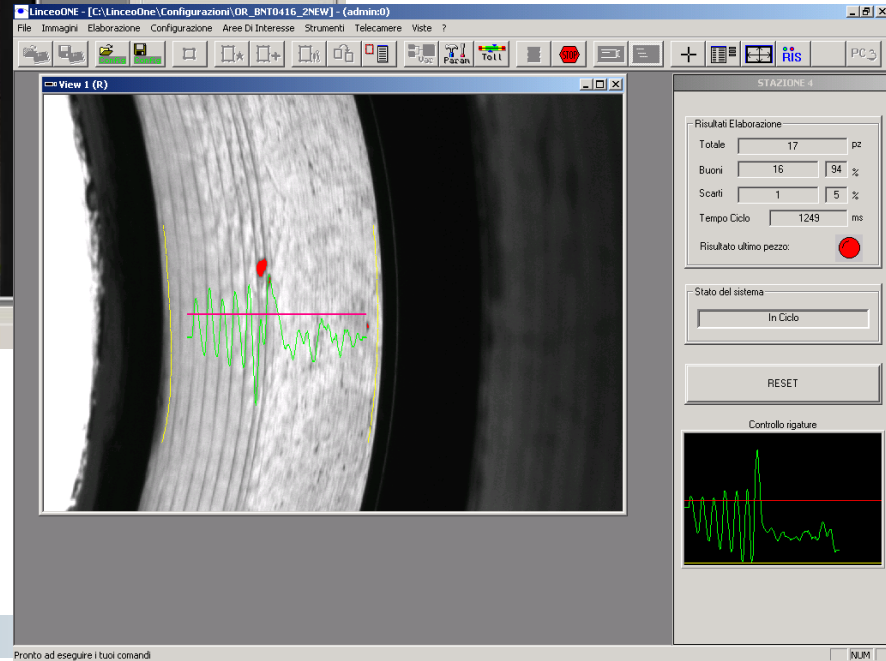 LinceoONE - [C:\LinceoOne\Configurazioni\OR_BNT0416_2NEW] - (admin:0)
File Immagini Elaborazione Configurazione Aree Di Interesse Strumenti Telecamere Viste ?
Var Param Toll STOP RIS PC 3
View 1 (R)
STAZIONE 4
Risultati Elaborazione
Totale 17 pz
Buoni 16 94 %
Scarti 1 5 %
Tempo Ciclo 1249 ms
Risultato ultimo pezzo:
Stato del sistema
In Ciclo
RESET
Controllo rigature
Pronto ad eseguire i tuoi comandi
NUM